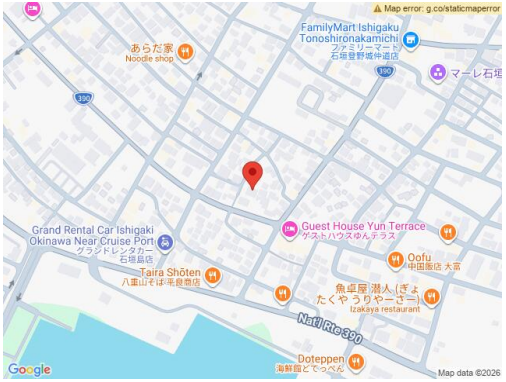 Map error: g.co/staticmaperror
FamilyMart Ishigaku
Tonoshironakamichi
ファミリーマート
石垣登野城仲道店
あらだ家
Noodle shop
390
マーレ石垣
390
Guest House Yun Terrace
ゲストハウスゆんテラス
Grand Rental Car Ishigaki
Okinawa Near Cruise Port
グランドレンタカー
石垣島店
Oofu
中国飯店 大富
Taira Shōten
八重山そば 平良商店
魚卓屋 潜人 (ぎょ
たくや うりやーさー)
Izakaya restaurant
Nat'l Rte 390
Doteppen
海鮮館どてっぺん
Google
Map data ©2026